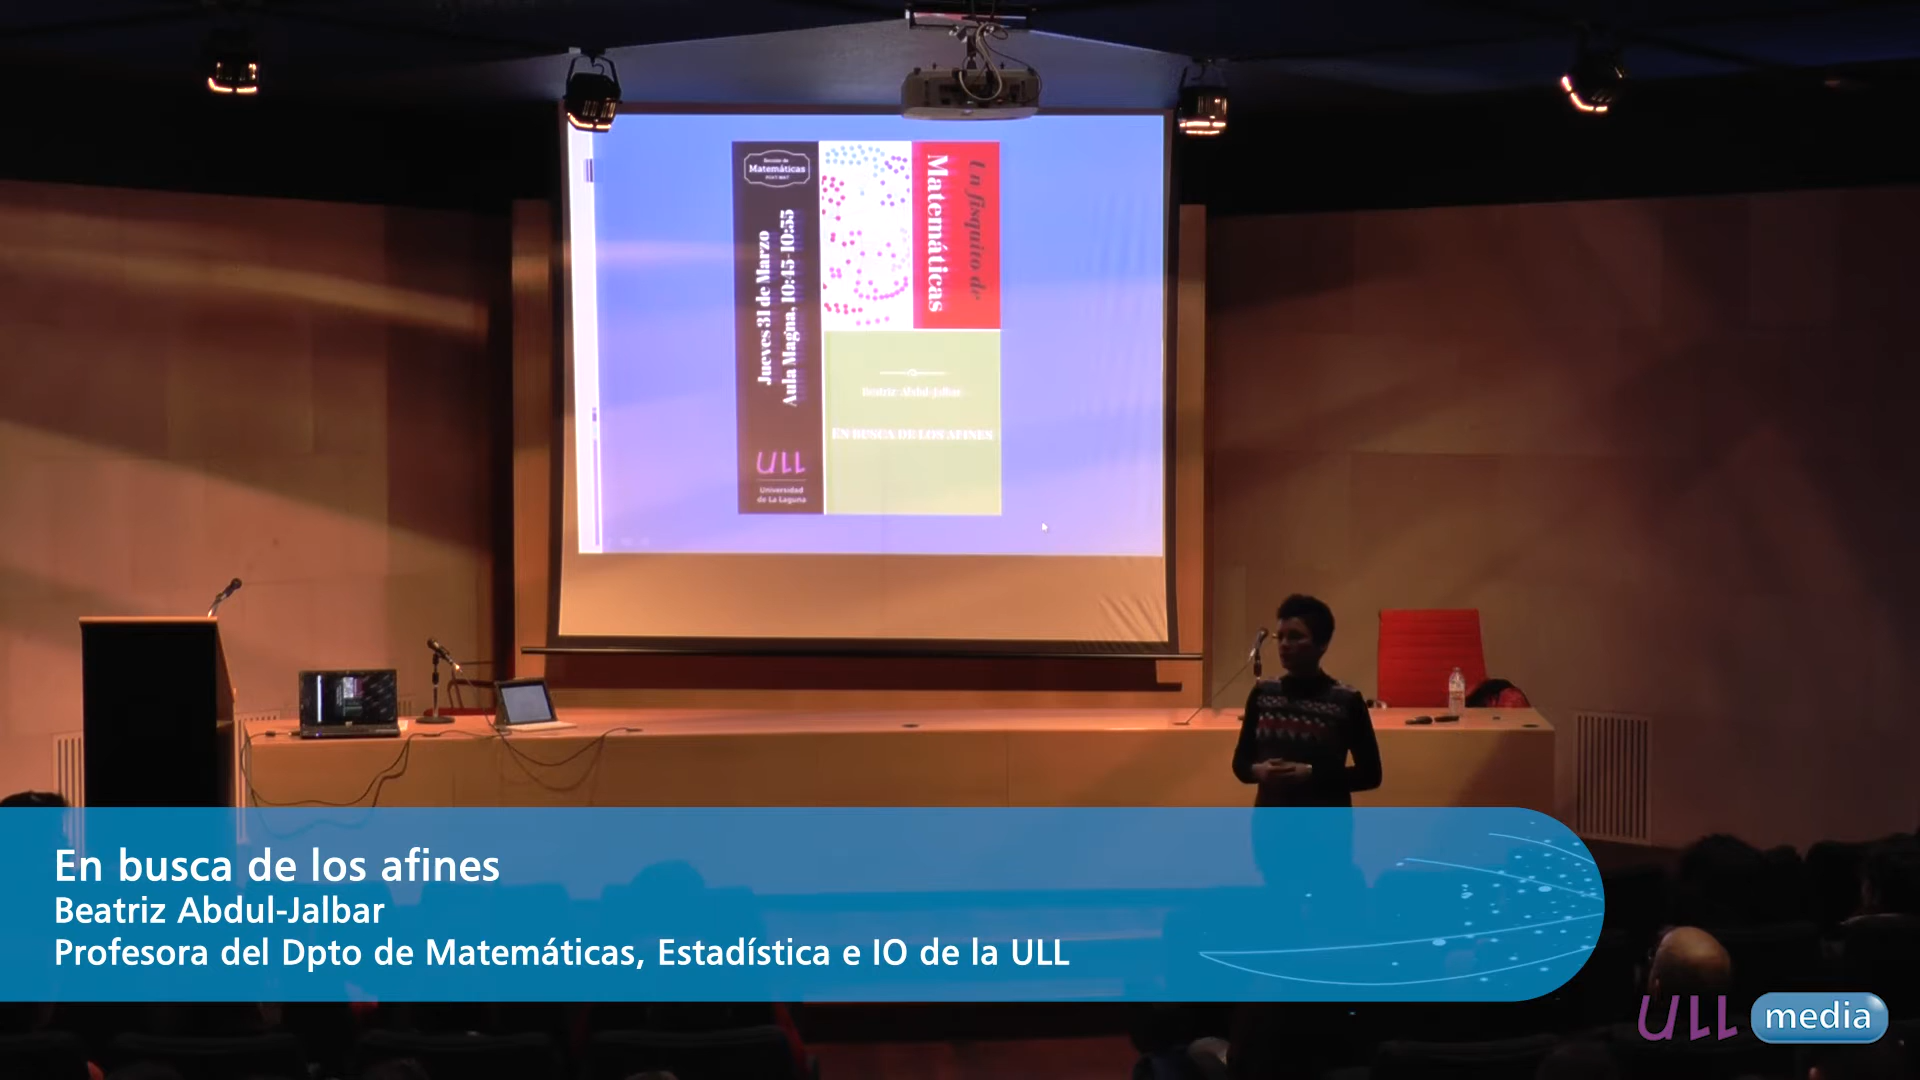 Sección de
Matemáticas
Jueves 31 de Marzo
Aula Magna, 10:45-10:55
ULL
Universidad
de La Laguna
Un fisquito de
Matemáticas
Beatriz Abdul-Jalbar
EN BUSCA DE LOS AFINES
En busca de los afines
Beatriz Abdul-Jalbar
Profesora del Dpto de Matemáticas, Estadística e IO de la ULL
ULL media